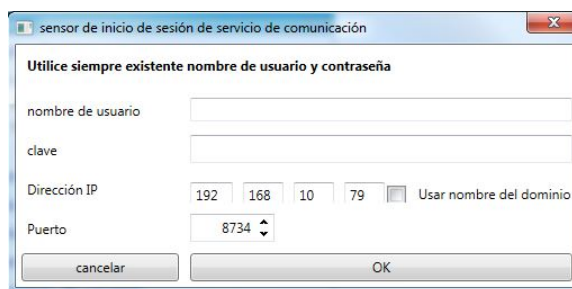 sensor de inicio de sesión de servicio de comunicación
Utilice siempre existente nombre de usuario y contraseña
nombre de usuario
clave
Dirección IP 192 168 10 79 Usar nombre del dominio
Puerto 8734
cancelar OK